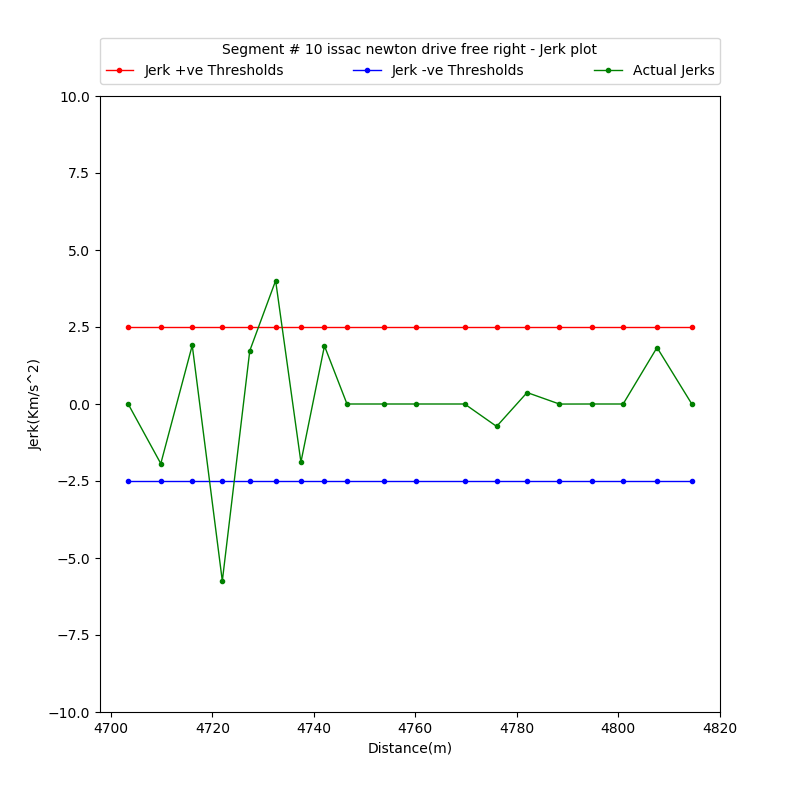 Segment # 10 issac newton drive free right - Jerk plot
Jerk +ve Thresholds Jerk -ve Thresholds Actual Jerks
10.0
7.5
5.0
2.5
0.0
−2.5
−5.0
−7.5
−10.0
Jerk(Km/s^2)
4700 4720 4740 4760 4780 4800 4820
Distance(m)